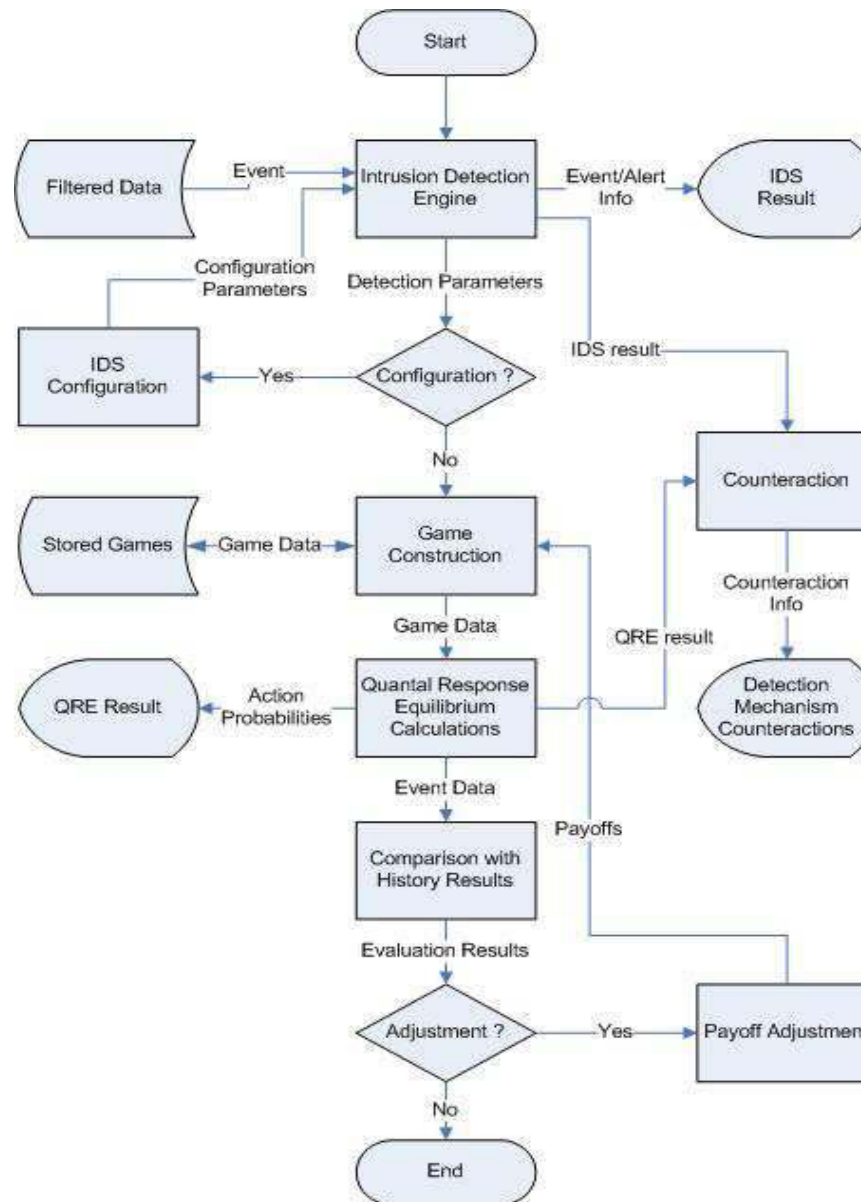 Start
Filtered Data
Event
Intrusion Detection
Engine
Event/Alert
Info
IDS
Result
Configuration
Parameters
Detection Parameters
IDS result
IDS
Configuration
Yes
Configuration ?
No
Counteraction
Stored Games
Game Data
Game
Construction
Counteraction
Info
Game Data
QRE result
QRE Result
Action
Probabilities
Quantal Response
Equilibrium
Calculations
Detection
Mechanism
Counteractions
Event Data
Payoffs
Comparison with
History Results
Evaluation Results
Adjustment ?
Yes
Payoff Adjustmen
No
End